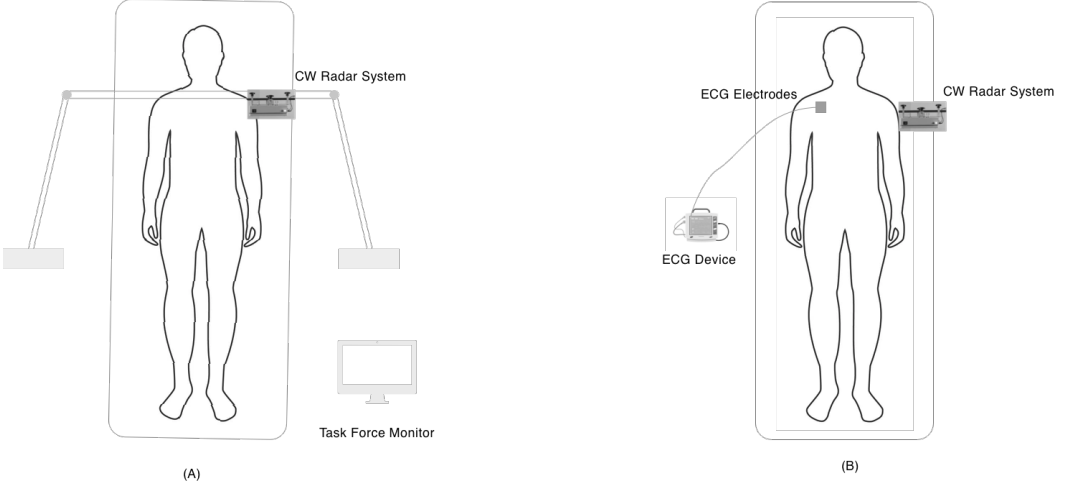 CW Radar System
Task Force Monitor
(A)
ECG Electrodes
CW Radar System
ECG Device
(B)